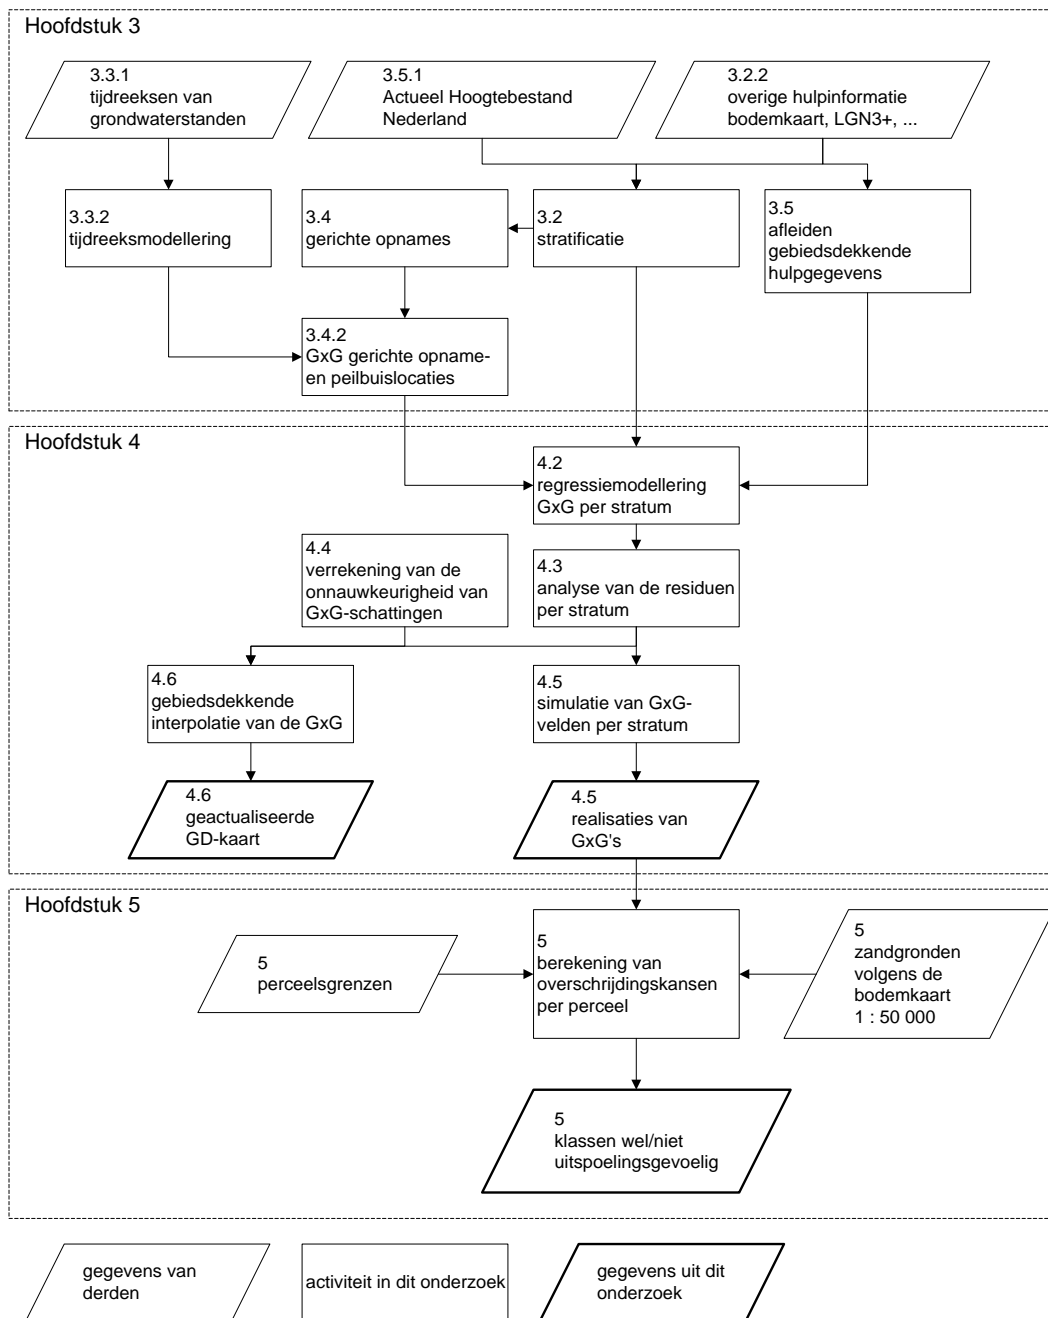 Hoofdstuk 3
3.3.1
tijdreeksen van
grondwaterstanden
3.5.1
Actueel Hoogtebestand
Nederland
3.2.2
overige hulpinformatie
bodemkaart, LGN3+, ...
3.3.2
tijdreeksmodellering
3.4
gerichte opnames
3.2
stratificatie
3.5
afleiden
gebiedsdekkende
hulpgegevens
3.4.2
GxG gerichte opname-
en peilbuislocaties
Hoofdstuk 4
4.2
regressiemodellering
GxG per stratum
4.4
verrekening van de
onnauwkeurigheid van
GxG-schattingen
4.3
analyse van de residuen
per stratum
4.6
gebiedsdekkende
interpolatie van de GxG
4.5
simulatie van GxG-
velden per stratum
4.6
geactualiseerde
GD-kaart
4.5
realisaties van
GxG's
Hoofdstuk 5
5
perceelsgrenzen
5
berekening van
overschrijdingskansen
per perceel
5
zandgronden
volgens de
bodemkaart
1 : 50 000
5
klassen wel/niet
uitspoelingsgevoelig
gegevens van
derden
activiteit in dit onderzoek
gegevens uit dit
onderzoek